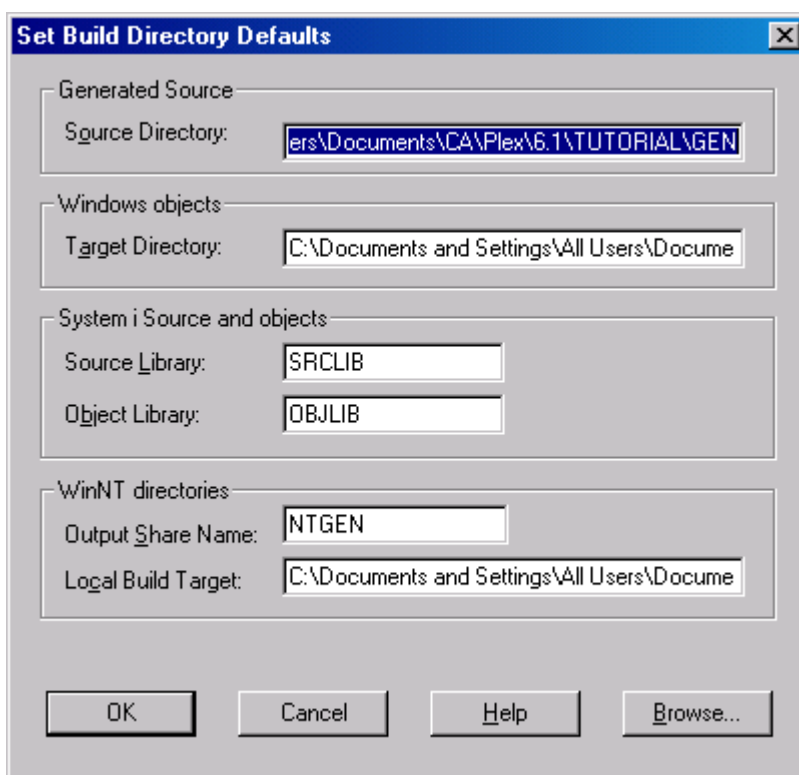 Set Build Directory Defaults
Generated Source
Source Directory: ers\Documents\CA\Plex\6.1\TUTORIAL\GEN
Windows objects
Target Directory: C:\Documents and Settings\All Users\Docume
System i Source and objects
Source Library: SRCLIB
Object Library: OBJLIB
WinNT directories
Output Share Name: NTGEN
Local Build Target: C:\Documents and Settings\All Users\Docume
OK Cancel Help Browse...